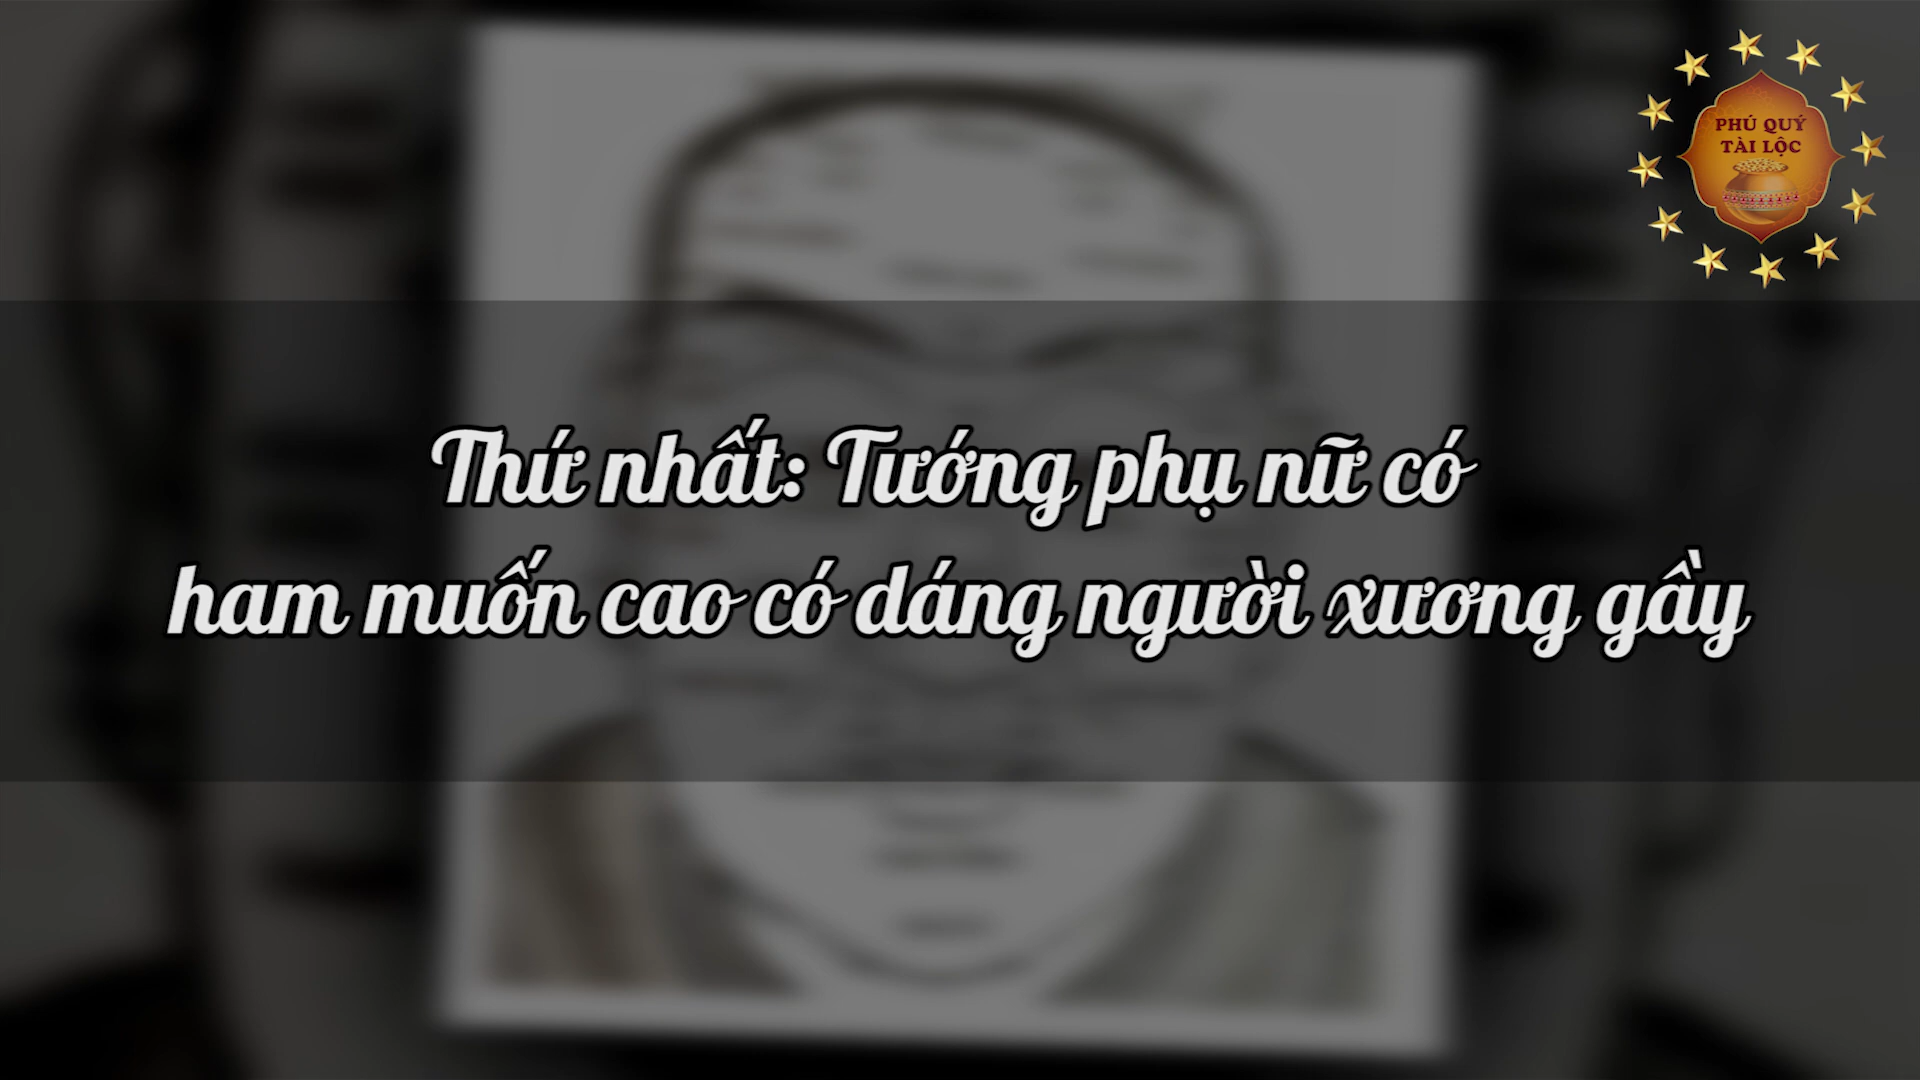 PHÚ QUÝ
TÀI LỘC
Thứ nhất: Tướng phụ nữ có
ham muốn cao có dáng người xương gầy